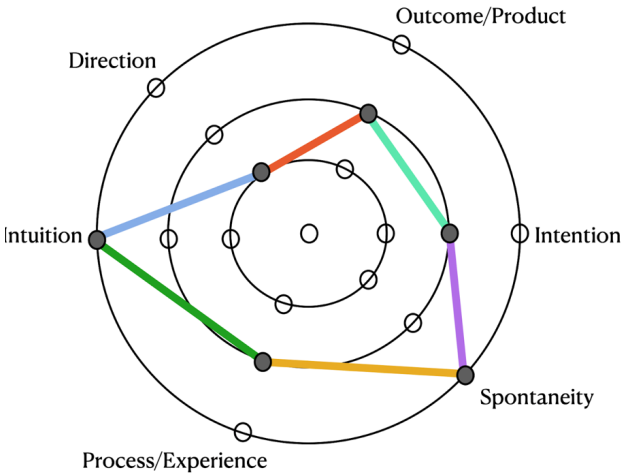 Outcome/Product
Direction
Intuition
Intention
Spontaneity
Process/Experience